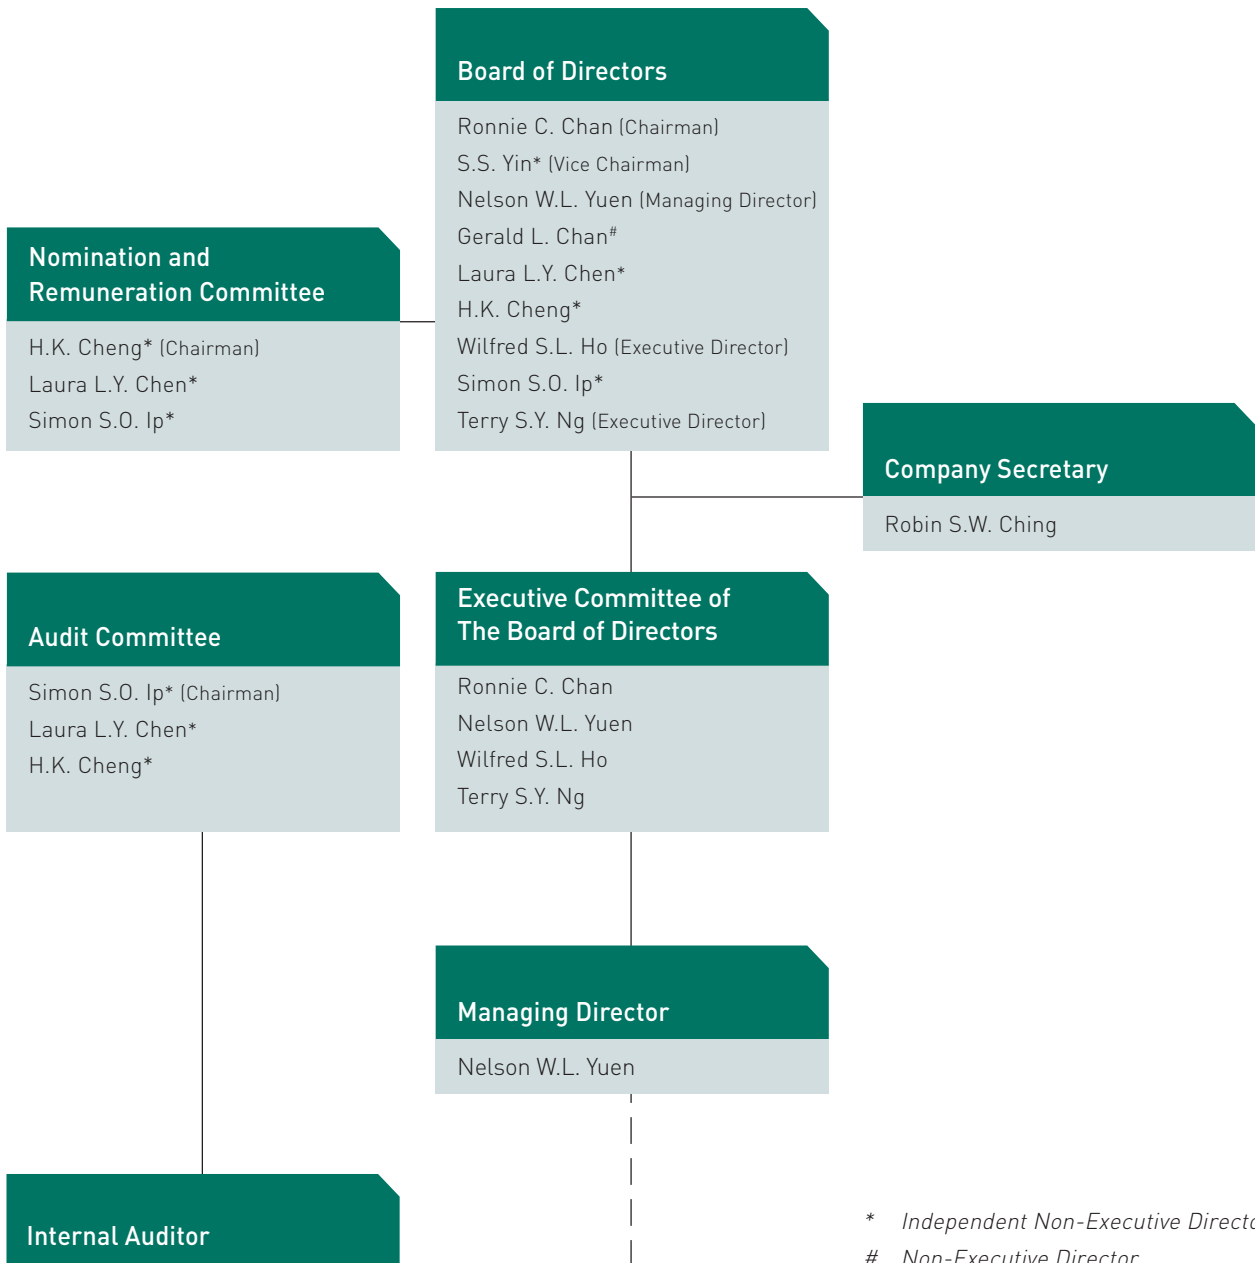 Board of Directors
Ronnie C. Chan (Chairman)
S.S. Yin* (Vice Chairman)
Nelson W.L. Yuen (Managing Director)
Gerald L. Chan#
Laura L.Y. Chen*
H.K. Cheng*
Wilfred S.L. Ho (Executive Director)
Simon S.O. Ip*
Terry S.Y. Ng (Executive Director)
Nomination and
Remuneration Committee
H.K. Cheng* (Chairman)
Laura L.Y. Chen*
Simon S.O. Ip*
Company Secretary
Robin S.W. Ching
Audit Committee
Simon S.O. Ip* (Chairman)
Laura L.Y. Chen*
H.K. Cheng*
Executive Committee of
The Board of Directors
Ronnie C. Chan
Nelson W.L. Yuen
Wilfred S.L. Ho
Terry S.Y. Ng
Managing Director
Nelson W.L. Yuen
Internal Auditor
* Independent Non-Executive
# Non-Executive Director